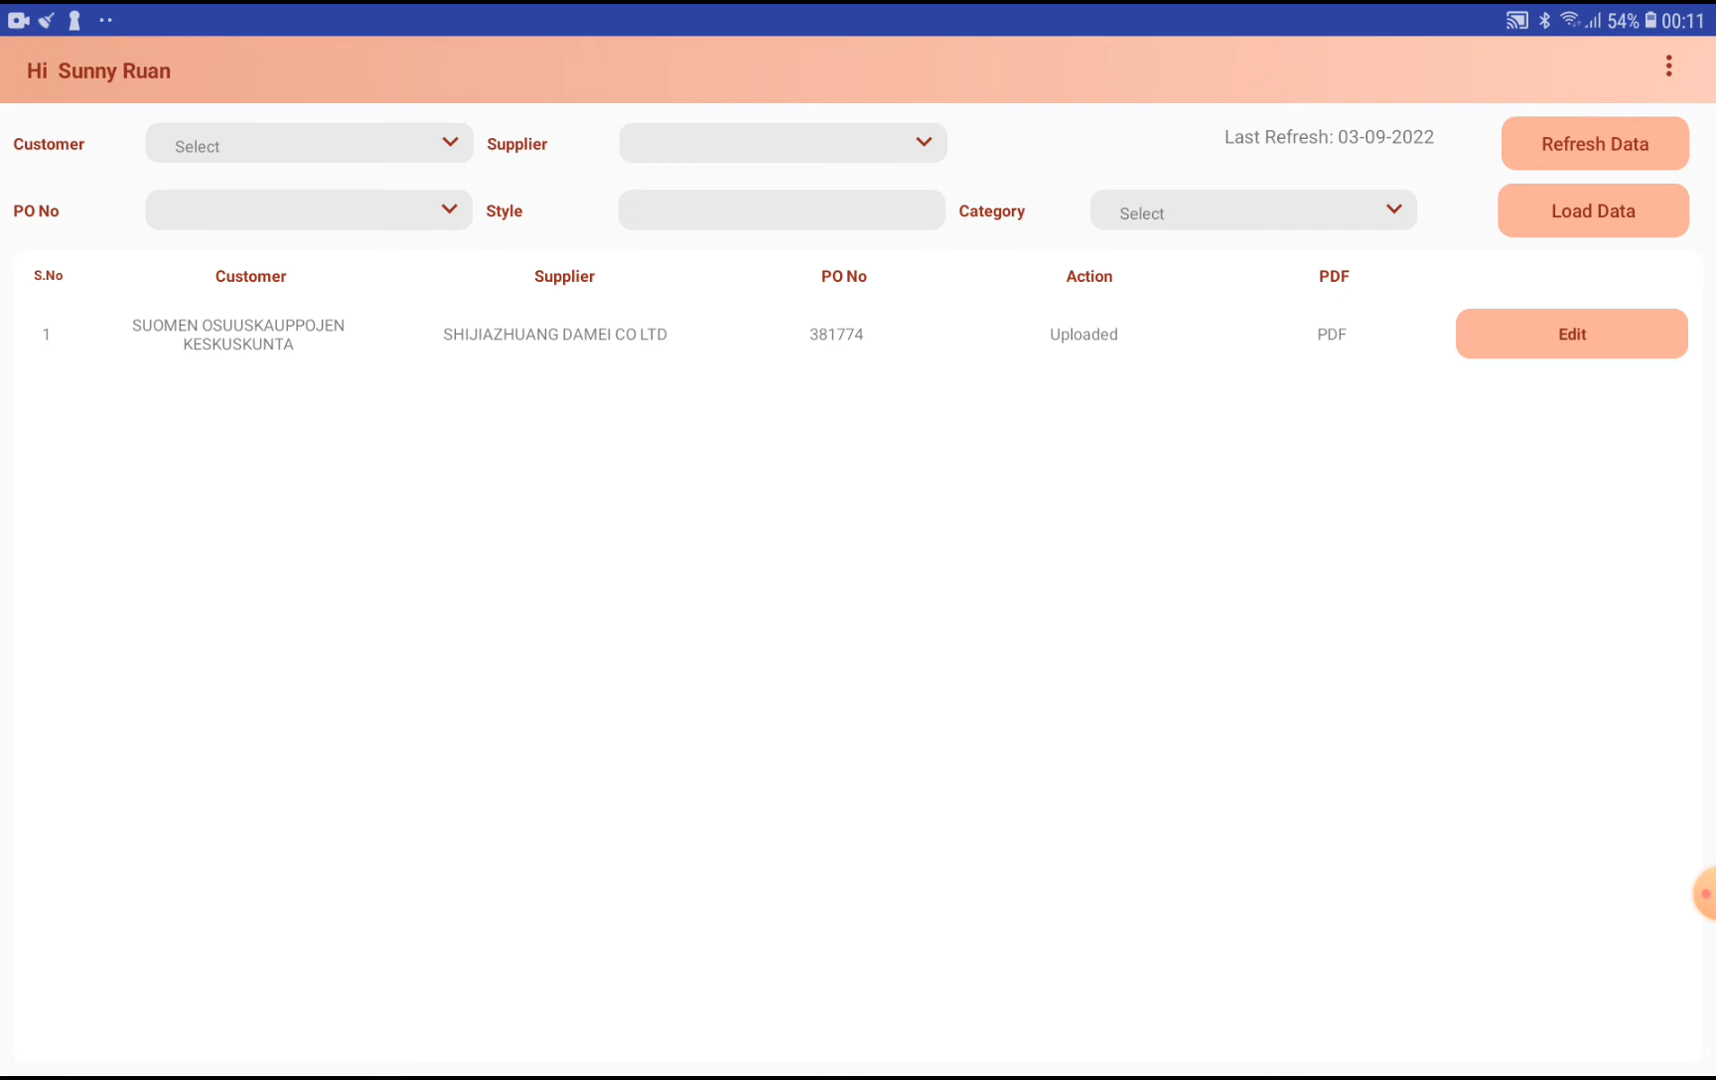 54% 00:11
Hi Sunny Ruan
Customer Select Supplier Last Refresh: 03-09-2022 Refresh Data
PO No Style Category Select Load Data
S.No Customer Supplier PO No Action PDF
1 SUOMEN OSUUSKAUPPOJEN KESKUSKUNTA SHIJIAZHUANG DAMEI CO LTD 381774 Uploaded PDF Edit